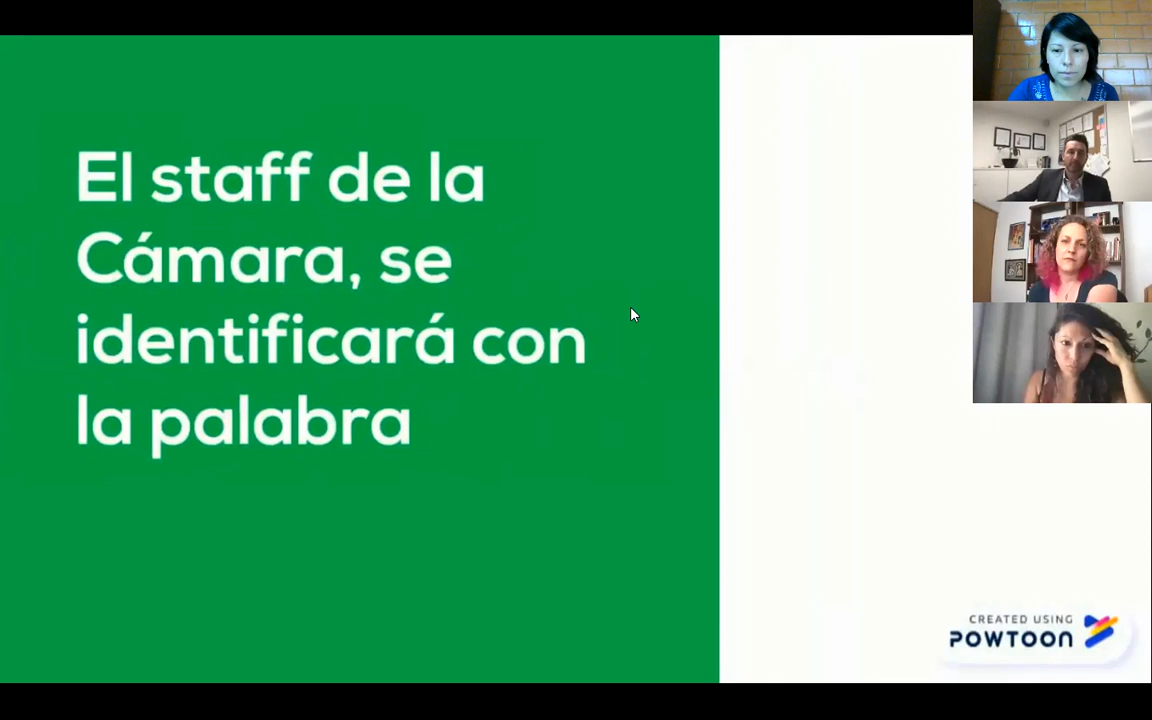 El staff de la
Cámara, se
identificará con
la palabra
CREATED USING
POWTOON